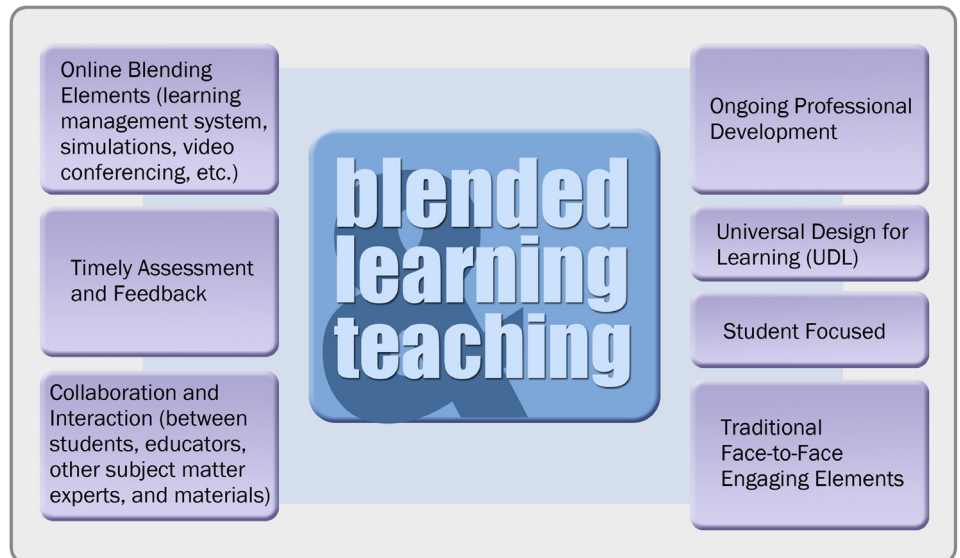 Online Blending
Elements (learning
management system,
simulations, video
conferencing, etc.)
Timely Assessment
and Feedback
Collaboration and
Interaction (between
students, educators,
other subject matter
experts, and materials)
&
blended
learning
teaching
Ongoing Professional
Development
Universal Design for
Learning (UDL)
Student Focused
Traditional
Face-to-Face
Engaging Elements